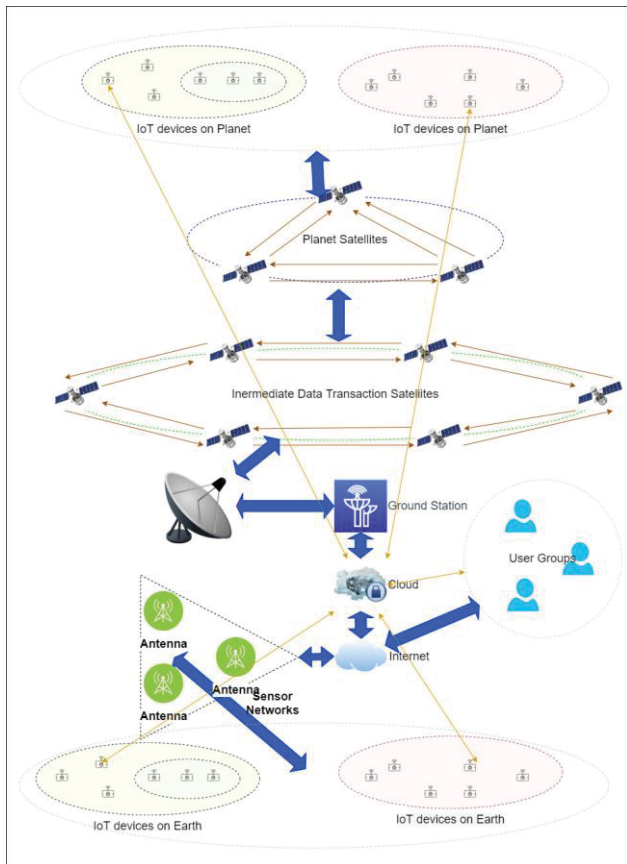 IoT devices on Planet
IoT devices on Planet
Planet Satellites
Inermediate Data Transaction Satellites
Ground Station
User Groups
Cloud
Antenna
Internet
Antenna
Antenna
Sensor
Networks
IoT devices on Earth
IoT devices on Earth